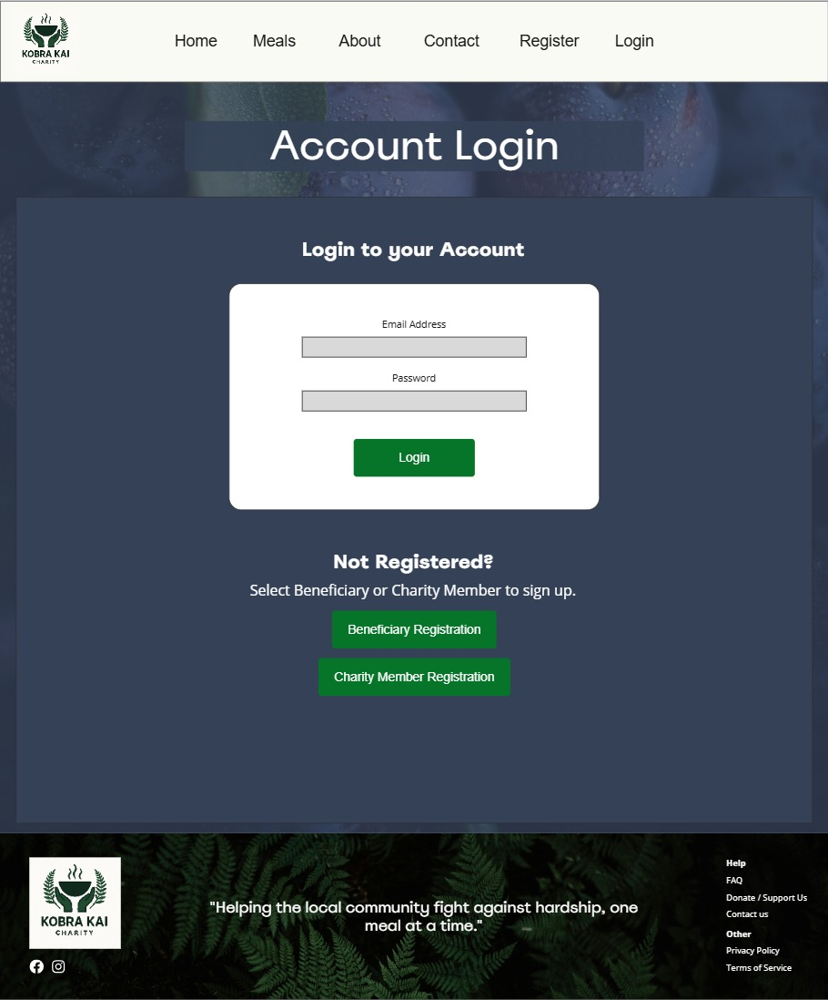 KOBRA KAI
CHARITY
Home
Meals
About
Contact
Register
Login
Account Login
Login to your Account
Email Address
Password
Login
Not Registered?
Select Beneficiary or Charity Member to sign up.
Beneficiary Registration
Charity Member Registration
KOBRA KAI
CHARITY
"Helping the local community fight against hardship, one
meal at a time."
Help
FAQ
Donate / Support Us
Contact us
Other
Privacy Policy
Terms of Service